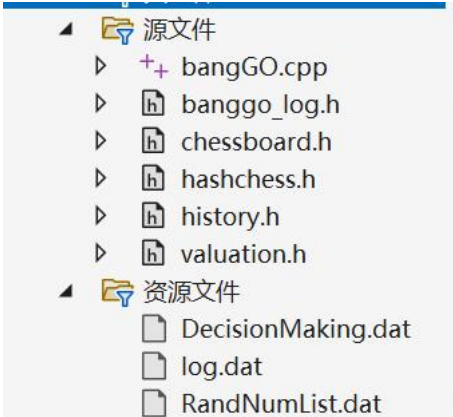 源文件
++ bangGO.cpp
h banggo_log.h
h chessboard.h
h hashchess.h
h history.h
h valuation.h
资源文件
DecisionMaking.dat
log.dat
RandNumList.dat